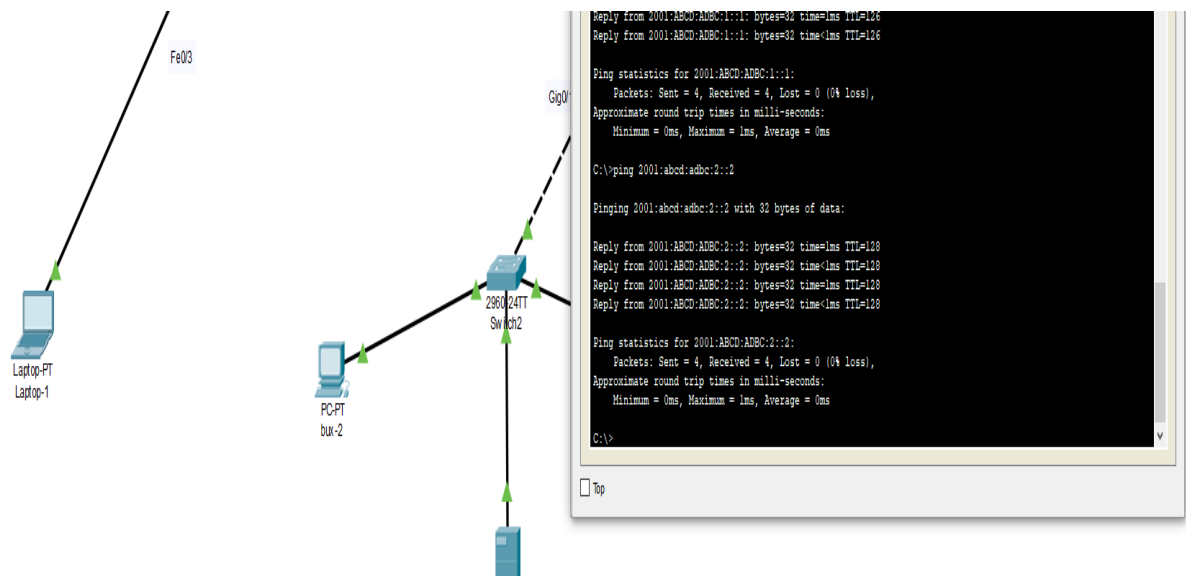 Fe0/3
Gig0/
2960-24TT
Switch2
Laptop-PT
Laptop-1
PC-PT
bux-2
Reply from 2001:ABCD:ADBC:1::1: bytes=32 time=1ms TTL=126
Reply from 2001:ABCD:ADBC:1::1: bytes=32 time<1ms TTL=126
Ping statistics for 2001:ABCD:ADBC:1::1:
Packets: Sent = 4, Received = 4, Lost = 0 (0% loss),
Approximate round trip times in milli-seconds:
Minimum = 0ms, Maximum = 1ms, Average = 0ms
C:\>ping 2001:abcd:adbc:2::2
Pinging 2001:abcd:adbc:2::2 with 32 bytes of data:
Reply from 2001:ABCD:ADBC:2::2: bytes=32 time=1ms TTL=128
Reply from 2001:ABCD:ADBC:2::2: bytes=32 time<1ms TTL=128
Reply from 2001:ABCD:ADBC:2::2: bytes=32 time=1ms TTL=128
Reply from 2001:ABCD:ADBC:2::2: bytes=32 time<1ms TTL=128
Ping statistics for 2001:ABCD:ADBC:2::2:
Packets: Sent = 4, Received = 4, Lost = 0 (0% loss),
Approximate round trip times in milli-seconds:
Minimum = 0ms, Maximum = 1ms, Average = 0ms
C:\>
Top